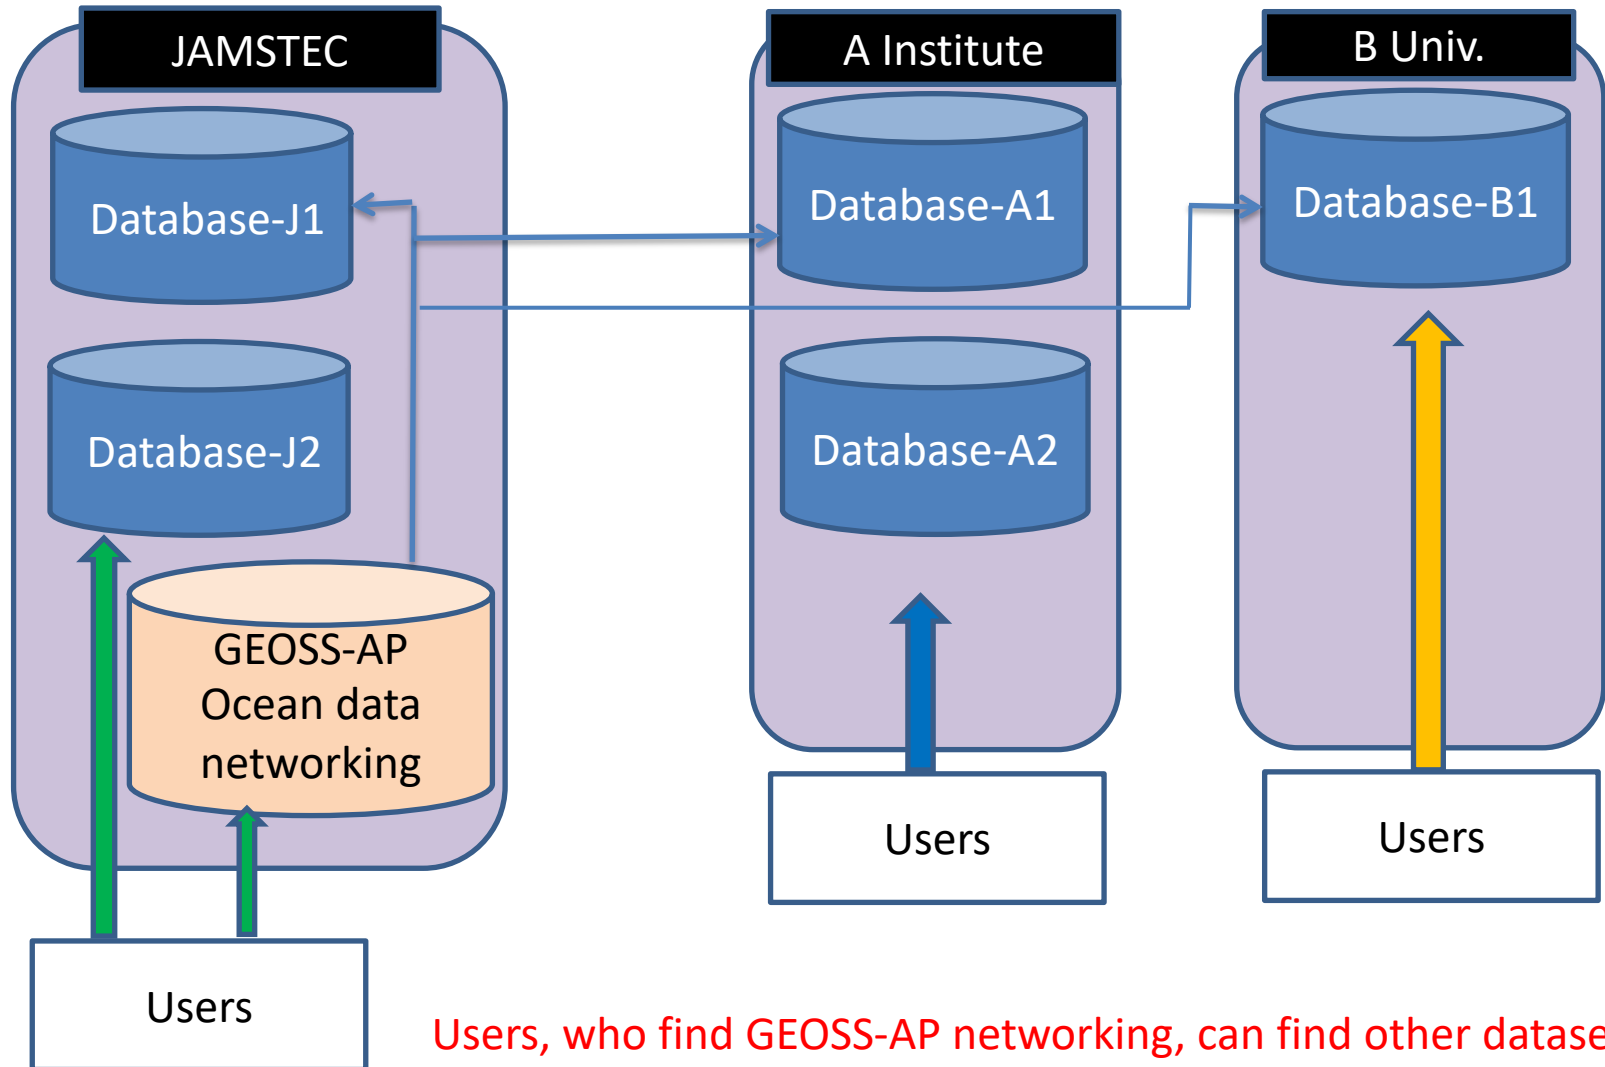 JAMSTEC
A Institute
B Univ.
Database-J1
Database-A1
Database-B1
Database-J2
Database-A2
GEOSS-AP
Ocean data
networking
Users
Users
Users
Users, who find GEOSS-AP networking, can find other datase